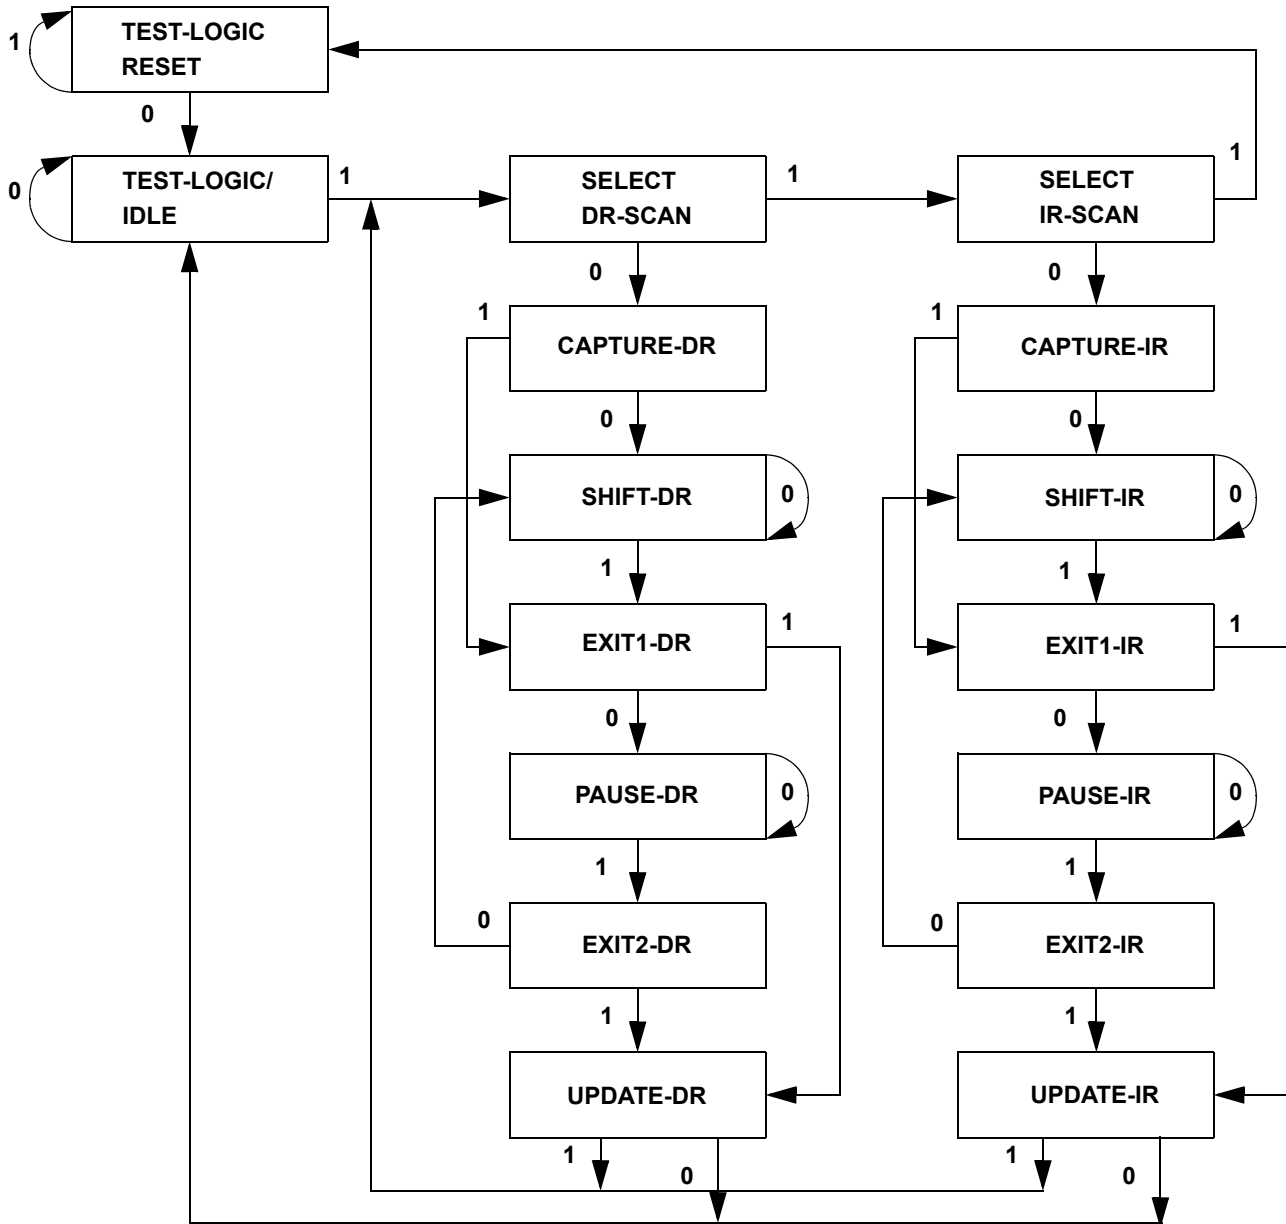 1
TEST-LOGIC
RESET
0
0
TEST-LOGIC/
IDLE
1
SELECT
DR-SCAN
1
SELECT
IR-SCAN
1
0
0
1
CAPTURE-DR
1
CAPTURE-IR
0
0
SHIFT-DR
0
SHIFT-IR
0
1
1
EXIT1-DR
1
EXIT1-IR
1
0
0
PAUSE-DR
0
PAUSE-IR
0
1
1
0
EXIT2-DR
0
EXIT2-IR
1
1
UPDATE-DR
UPDATE-IR
1
0
1
0